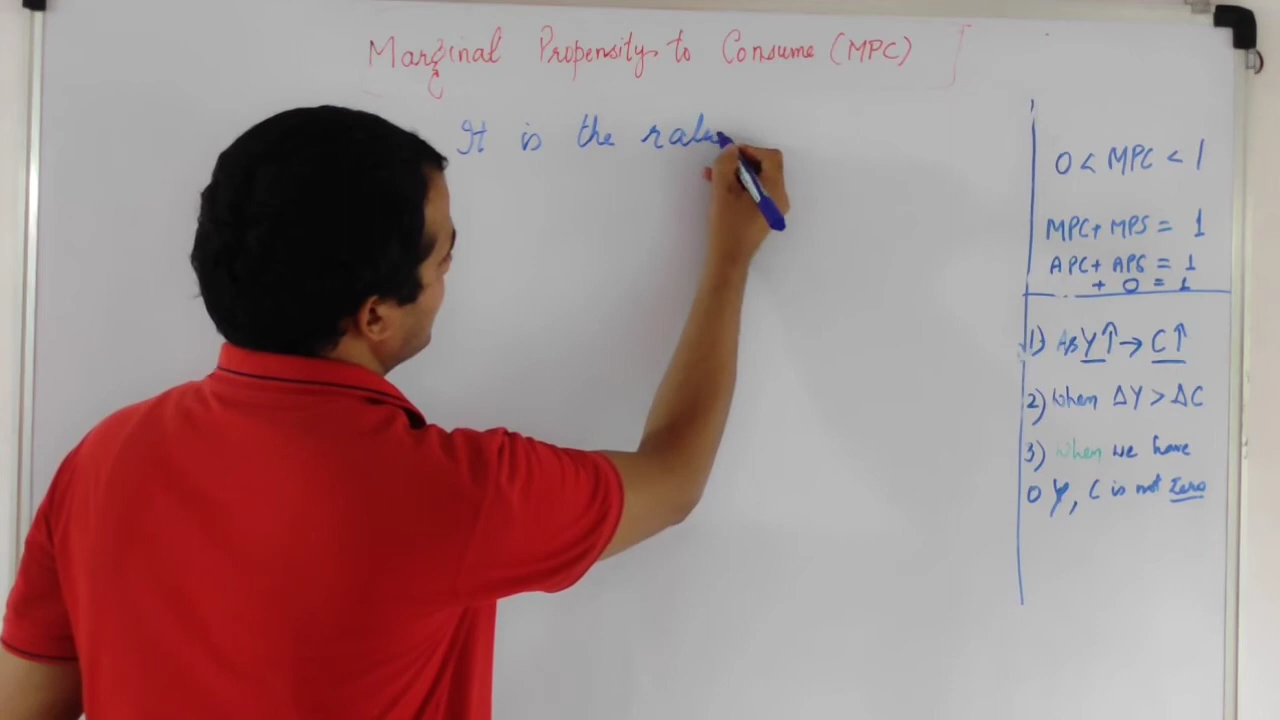 Marginal Propensity to Consume (MPC)
It is the
0 < MPC < 1
MPC + MPS = 1
APC + APS = 1
+ 0 = 1
1) As Y↑ → C↑
2) When ΔY > ΔC
3) When we have
0 Y, C is not Zero